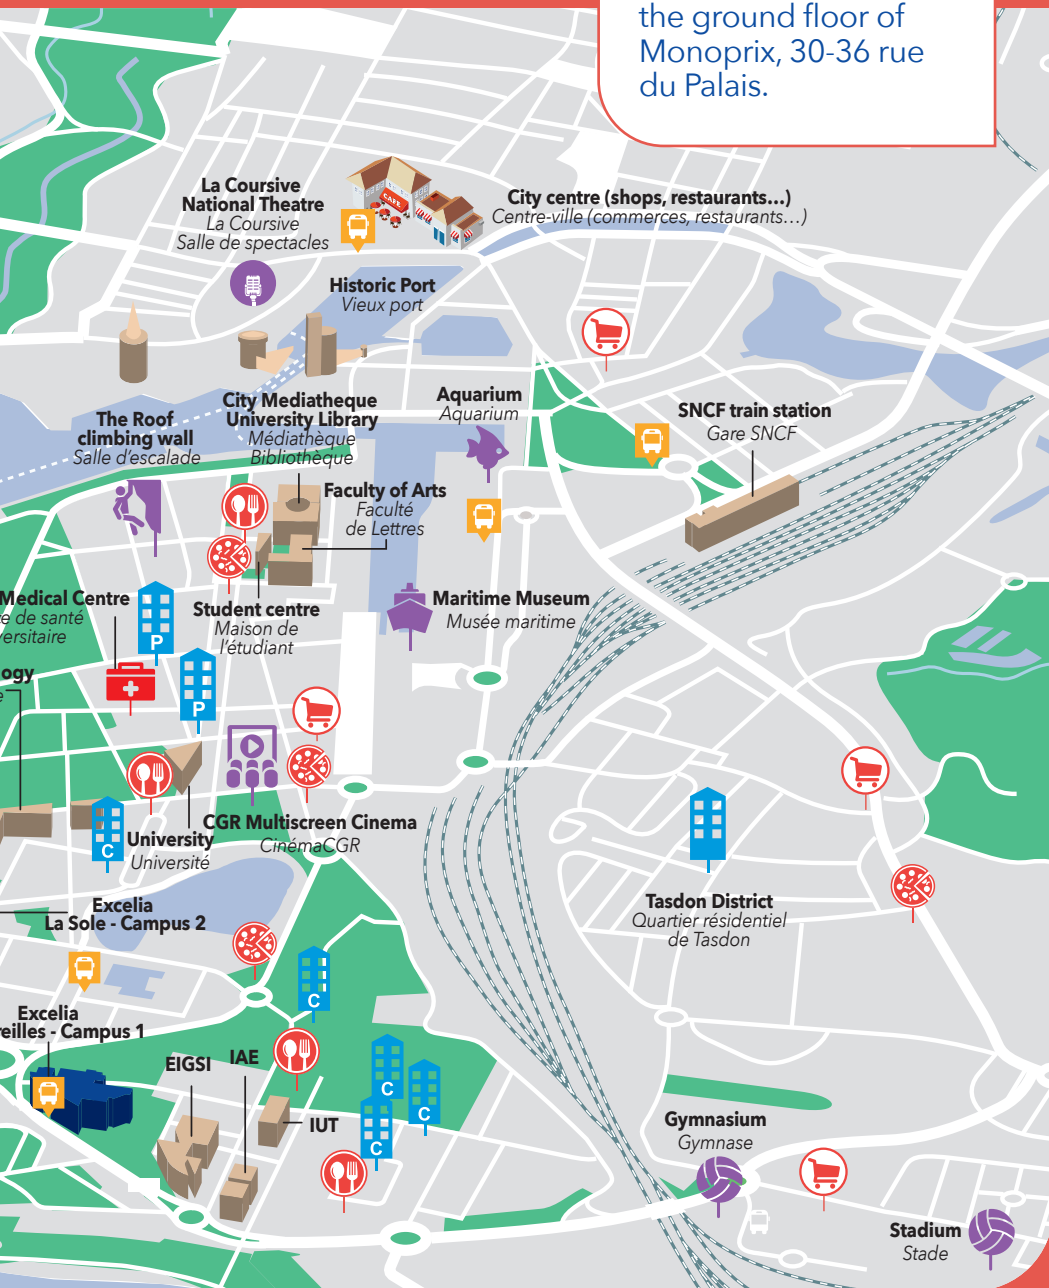 the ground floor of
Monoprix, 30-36 rue
du Palais.
La Coursive
National Theatre
La Coursive
Salle de spectacles
CAFE
City centre (shops, restaurants...)
Centre-ville (commerces, restaurants...)
Historic Port
Vieux port
The Roof
climbing wall
Salle d'escalade
City Mediatheque
University Library
Médiathèque
Bibliothèque
Aquarium
Aquarium
SNCF train station
Gare SNCF
Faculty of Arts
Faculté
de Lettres
Medical Centre
e de santé
ersitaire
P
Student centre
Maison de
l'étudiant
Maritime Museum
Musée maritime
ogy
P
University
Université
C
CGR Multiscreen Cinema
CinémaCGR
Tasdon District
Quartier résidentiel
de Tasdon
Excelia
La Sole - Campus 2
C
Excelia
eilles - Campus 1
EIGSI
IAE
IUT
C
C
C
Gymnasium
Gymnase
Stadium
Stade